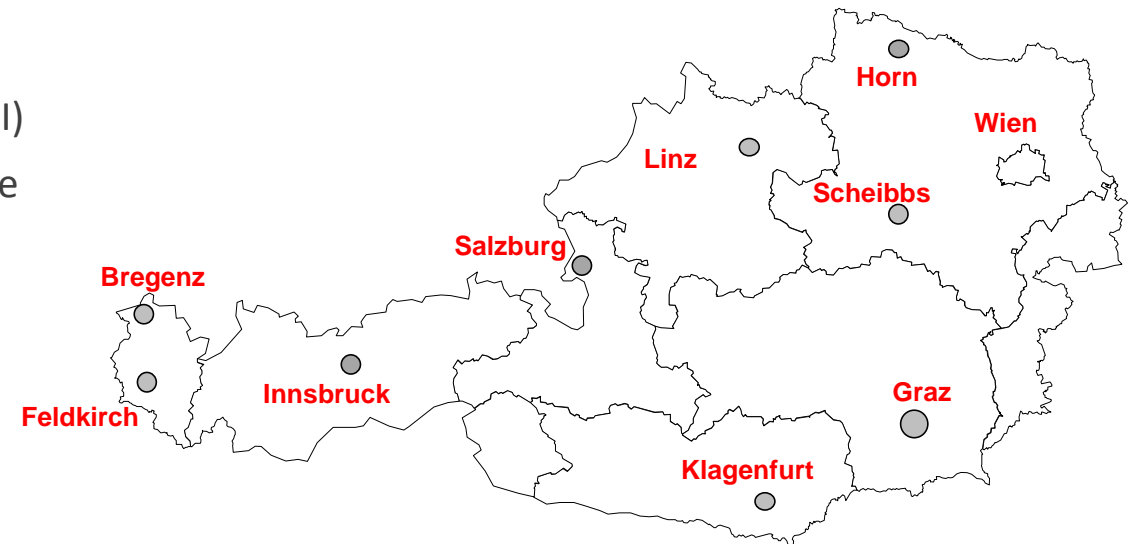 l)
e
Horn
Wien
Linz
Scheibbs
Salzburg
Bregenz
Innsbruck
Feldkirch
Graz
Klagenfurt